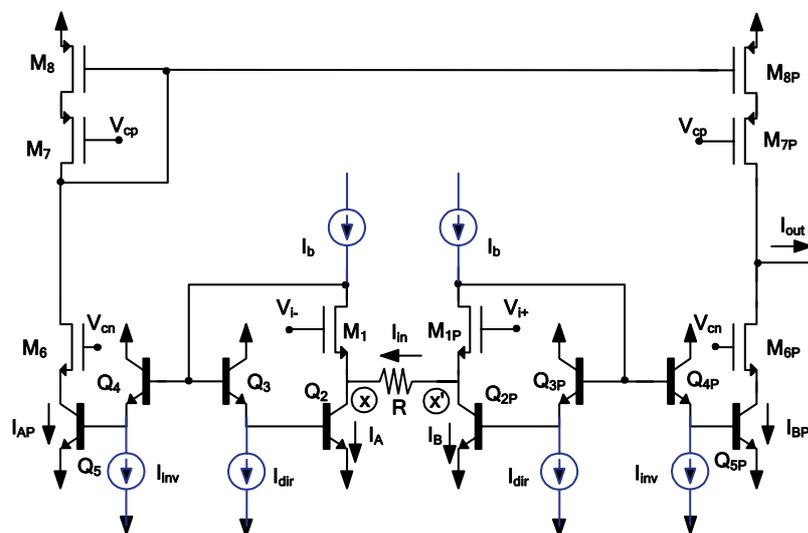 M8
M8P
Vcp
M7
Vcp
M7P
Iout
Ib
Ib
Vi-
M1
Iin
M1P
Vi+
Vcn
M6
Vcn
M6P
Q4
Q3
Q2
X
R
X'
Q2P
Q3P
Q4P
IAP
IA
IB
IBP
Q5
Iinv
Idir
Idir
Iinv
Q5P